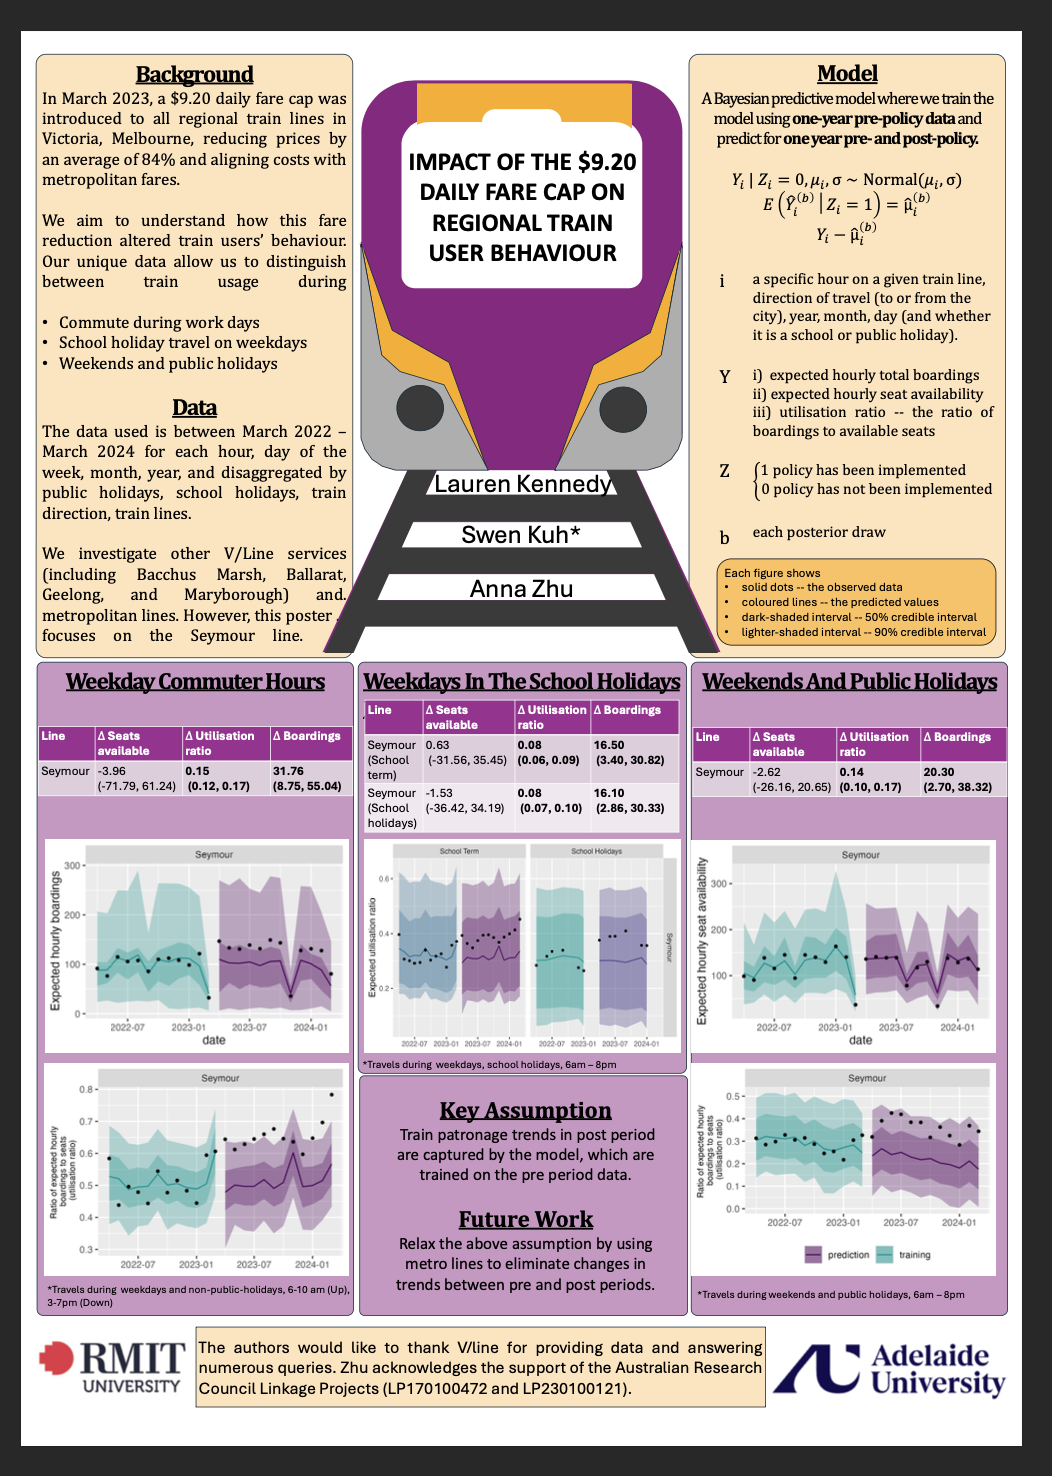 Background
In March 2023, a $9.20 daily fare cap was
introduced to all regional train lines in
Victoria, Melbourne, reducing prices by
an average of 84% and aligning costs with
metropolitan fares.
We aim to understand how this fare
reduction altered train users’ behaviour.
Our unique data allow us to distinguish
between train usage during
• Commute during work days
• School holiday travel on weekdays
• Weekends and public holidays
Data
The data used is between March 2022 –
March 2024 for each hour, day of the
week, month, year, and disaggregated by
public holidays, school holidays, train
direction, train lines.
We investigate other V/Line services
(including Bacchus Marsh, Ballarat,
Geelong, and Maryborough) and
metropolitan lines. However, this poster
focuses on the Seymour line.
IMPACT OF THE $9.20
DAILY FARE CAP ON
REGIONAL TRAIN
USER BEHAVIOUR
Lauren Kennedy
Swen Kuh*
Anna Zhu
Model
A Bayesian predictive model where we train the
model using one-year pre-policy data and
predict for one year pre- and post-policy.
Y_i | Z_i = 0, μ_i, σ ~ Normal(μ_i, σ)
E (Ŷ_i^(b) | Z_i = 1) = μ̂_i^(b)
Y_i − μ̂_i^(b)
i a specific hour on a given train line,
direction of travel (to or from the
city), year, month, day (and whether
it is a school or public holiday).
Y i) expected hourly total boardings
ii) expected hourly seat availability
iii) utilisation ratio -- the ratio of
boardings to available seats
Z {1 policy has been implemented
0 policy has not been implemented
b each posterior draw
Each figure shows
• solid dots -- the observed data
• coloured lines -- the predicted values
• dark-shaded interval -- 50% credible interval
• lighter-shaded interval -- 90% credible interval
Weekday Commuter Hours
Line Δ Seats available Δ Utilisation ratio Δ Boardings
Seymour -3.96 0.15 31.76
(-71.79, 61.24) (0.12, 0.17) (8.75, 55.04)
Seymour
Expected hourly boardings
300
200
100
0
2022-07 2023-01 2023-07 2024-01
date
Seymour
Ratio of expected hourly
boardings to seats
(utilisation ratio)
0.8
0.7
0.6
0.5
0.4
0.3
2022-07 2023-01 2023-07 2024-01
*Travels during weekdays and non-public-holidays, 6-10 am (Up),
3-7pm (Down)
Weekdays In The School Holidays
Line Δ Seats available Δ Utilisation ratio Δ Boardings
Seymour (School term) 0.63 (-31.56, 35.45) 0.08 (0.06, 0.09) 16.50 (3.40, 30.82)
Seymour (School holidays) -1.53 (-36.42, 34.19) 0.08 (0.07, 0.10) 16.10 (2.86, 30.33)
School Term School Holidays
Seymour
Expected utilisation ratio
0.6
0.4
0.2
2022-07 2023-01 2023-07 2024-01 2022-07 2023-01 2023-07 2024-01
*Travels during weekdays, school holidays, 6am – 8pm
Key Assumption
Train patronage trends in post period
are captured by the model, which are
trained on the pre period data.
Future Work
Relax the above assumption by using
metro lines to eliminate changes in
trends between pre and post periods.
Weekends And Public Holidays
Line Δ Seats available Δ Utilisation ratio Δ Boardings
Seymour -2.62 0.14 20.30
(-26.16, 20.65) (0.10, 0.17) (2.70, 38.32)
Seymour
Expected hourly seat availability
300
200
100
2022-07 2023-01 2023-07 2024-01
date
Seymour
Ratio of expected hourly
boardings to seats
(utilisation ratio)
0.5
0.4
0.3
0.2
0.1
0.0
2022-07 2023-01 2023-07 2024-01
prediction training
*Travels during weekends and public holidays, 6am – 8pm
RMIT
UNIVERSITY
The authors would like to thank V/line for providing data and answering
numerous queries. Zhu acknowledges the support of the Australian Research
Council Linkage Projects (LP170100472 and LP230100121).
Adelaide
University